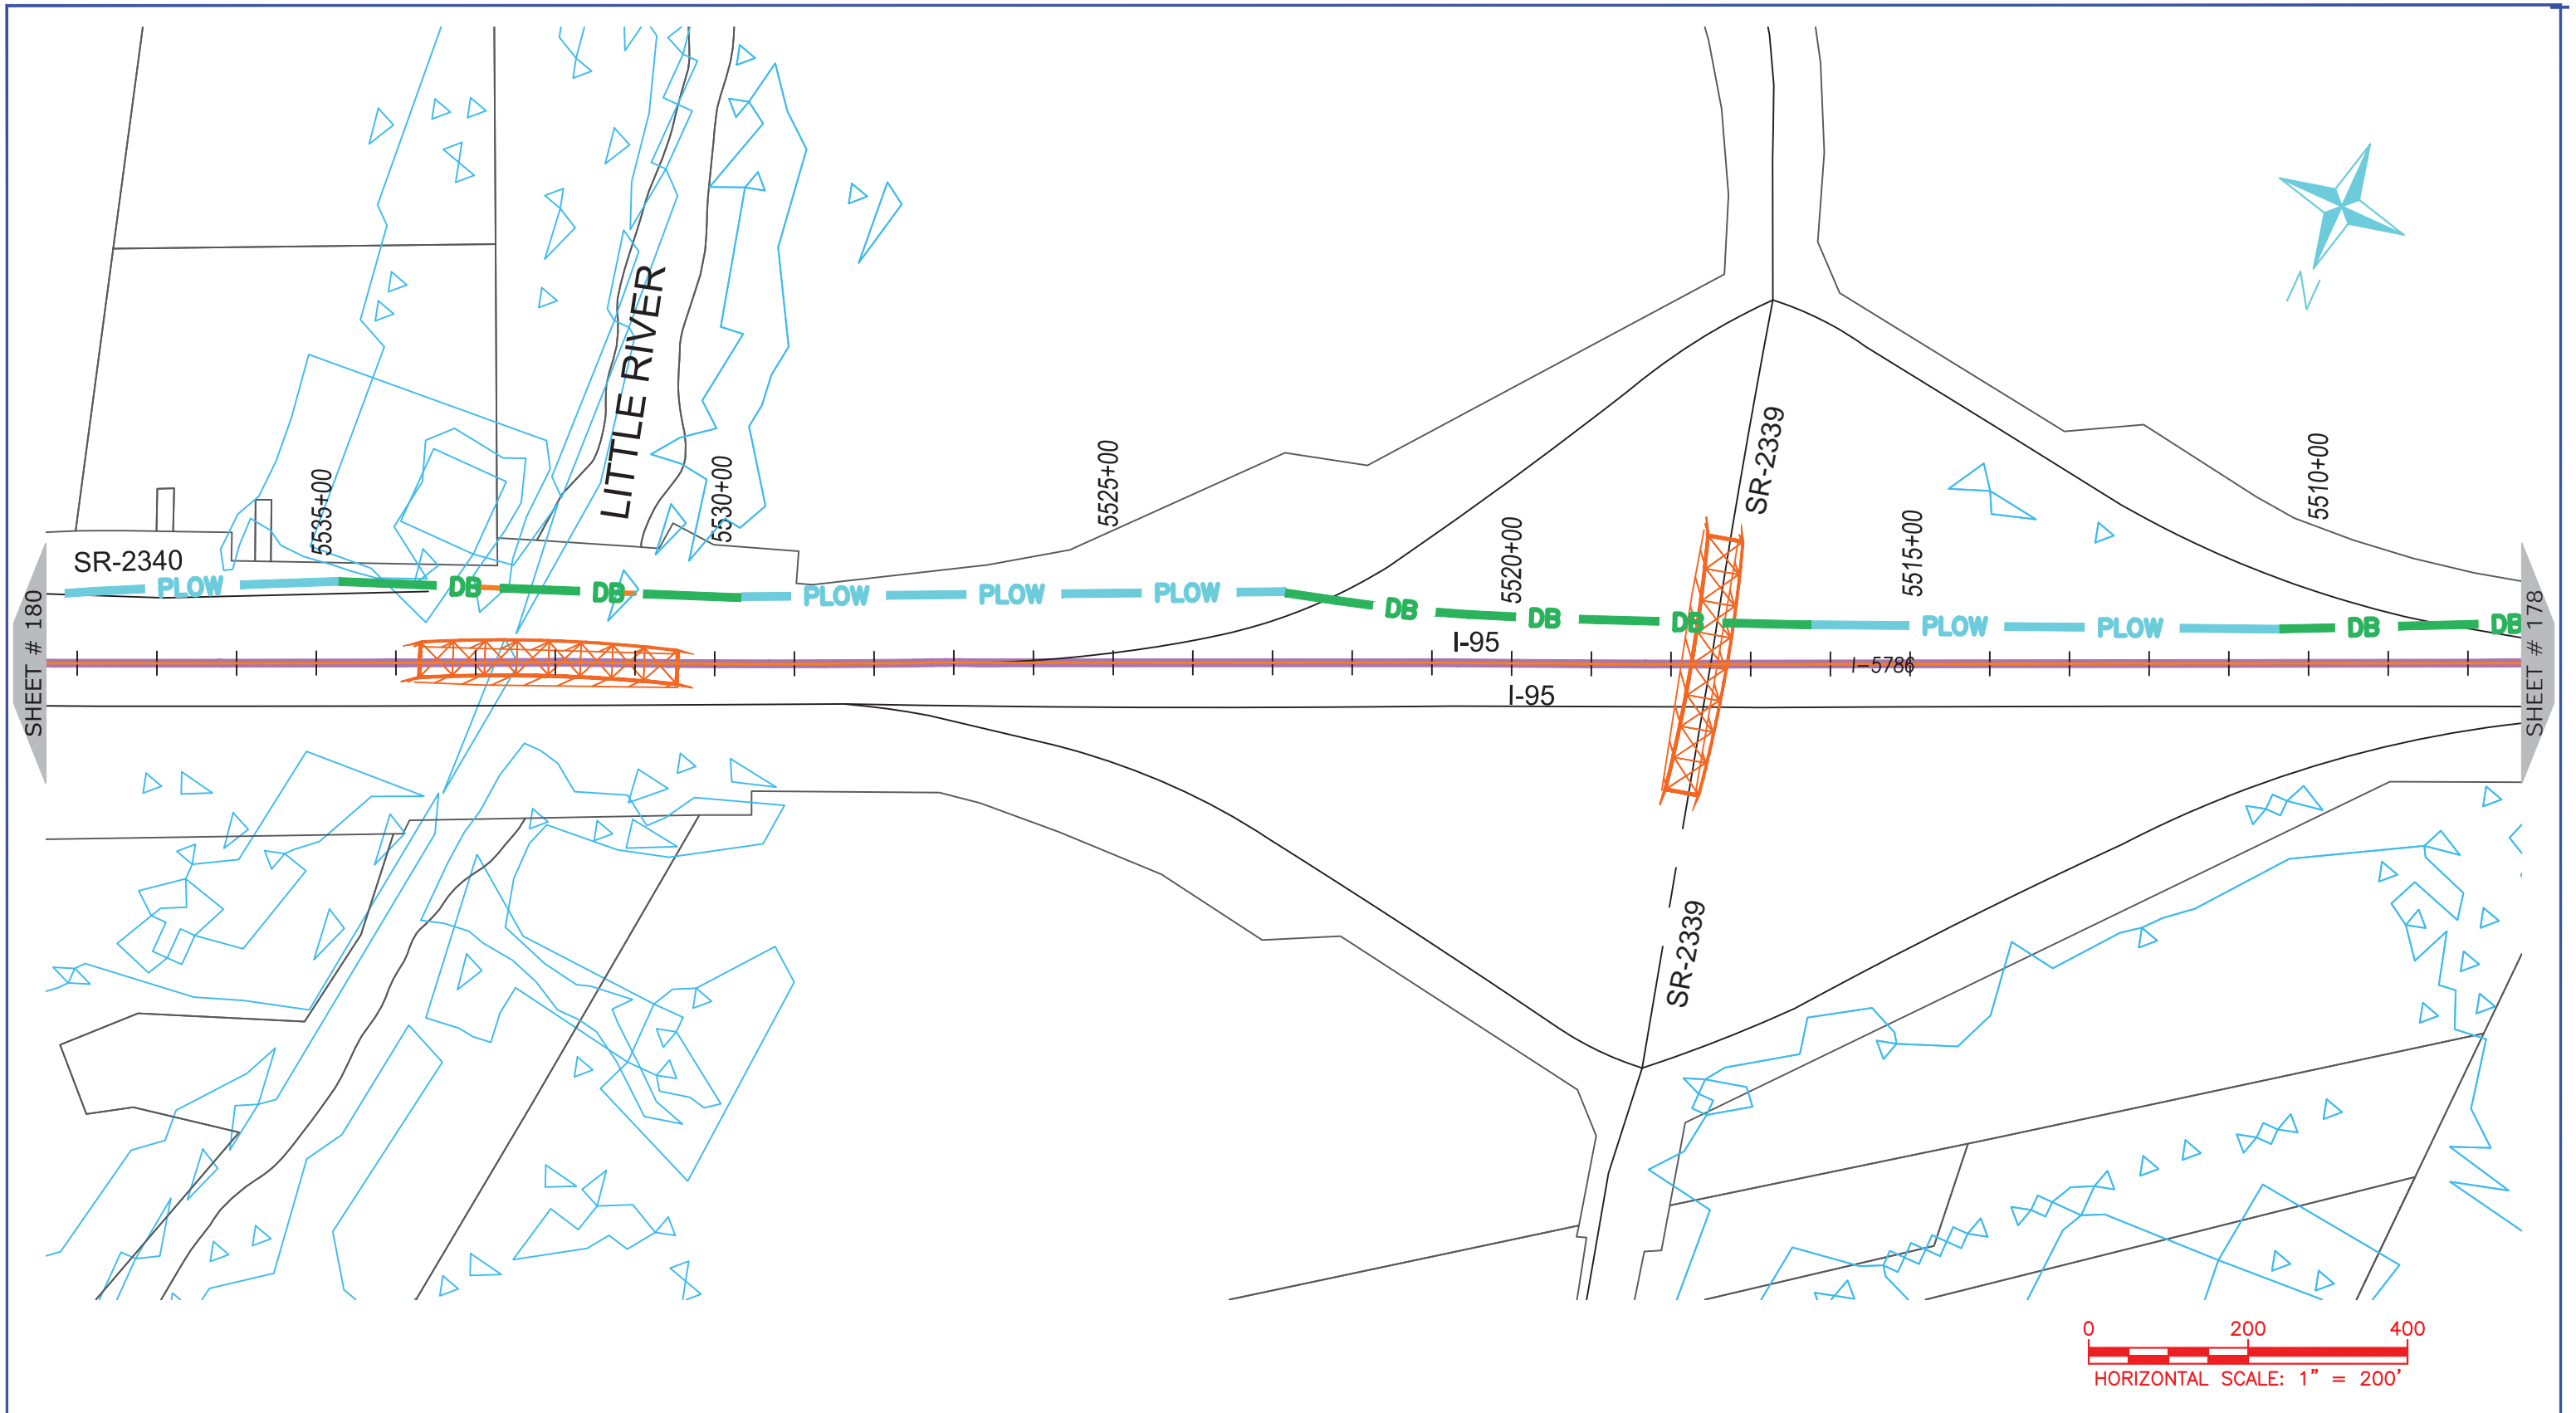 N
LITTLE RIVER
SR-2339
5535+00
5530+00
5525+00
5520+00
5515+00
5510+00
SR-2340
PLOW DB DB PLOW PLOW PLOW DB DB DB PLOW PLOW DB DB
SHEET # 180
I-95
I-5786
I-95
SHEET # 178
SR-2339
0 200 400
HORIZONTAL SCALE: 1” = 200’